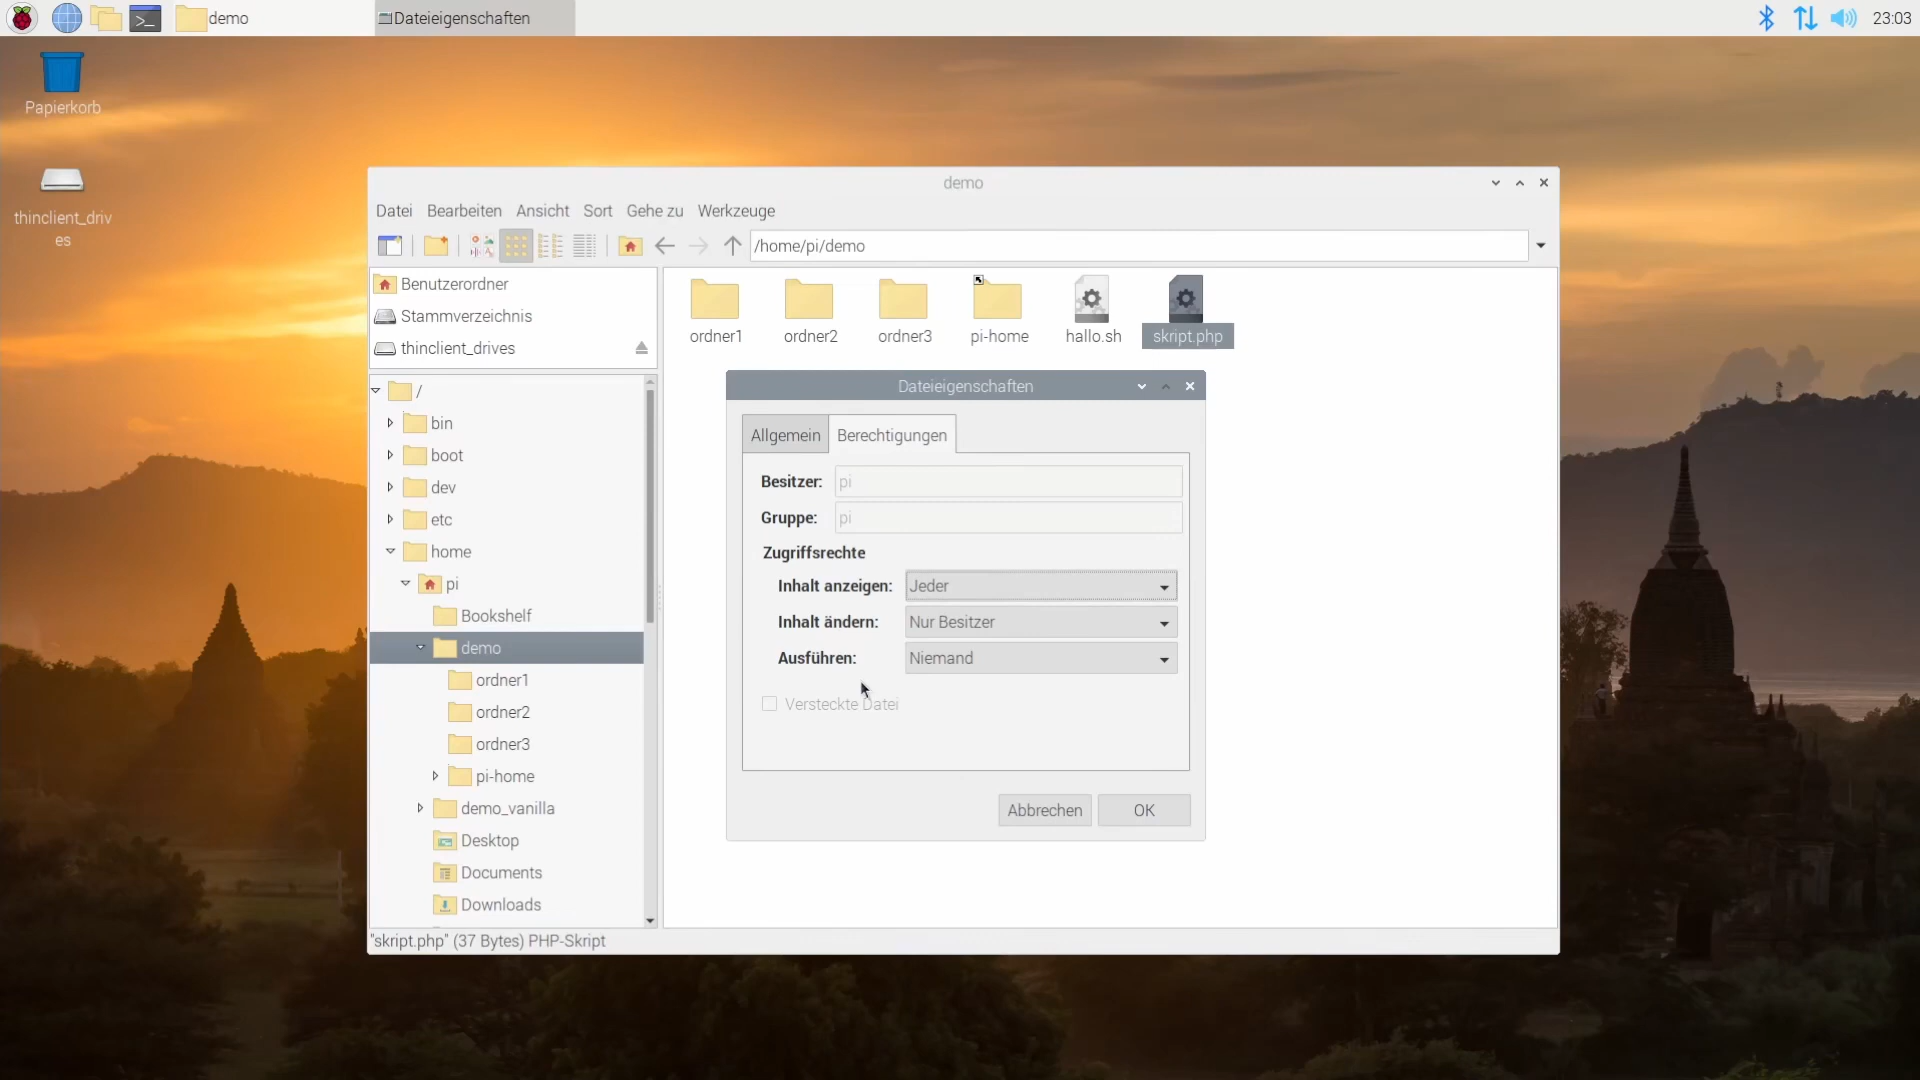 demo
Dateieigenschaften
23:03
Papierkorb
thinclient_driv
es
demo
Datei Bearbeiten Ansicht Sort Gehe zu Werkzeuge
/home/pi/demo
Benutzerordner
Stammverzeichnis
thinclient_drives
/
bin
boot
dev
etc
home
pi
Bookshelf
demo
ordner1
ordner2
ordner3
pi-home
demo_vanilla
Desktop
Documents
Downloads
ordner1
ordner2
ordner3
pi-home
hallo.sh
skript.php
Dateieigenschaften
Allgemein
Berechtigungen
Besitzer: pi
Gruppe: pi
Zugriffsrechte
Inhalt anzeigen: Jeder
Inhalt ändern: Nur Besitzer
Ausführen: Niemand
Versteckte Datei
Abbrechen
OK
"skript.php" (37 Bytes) PHP-Skript